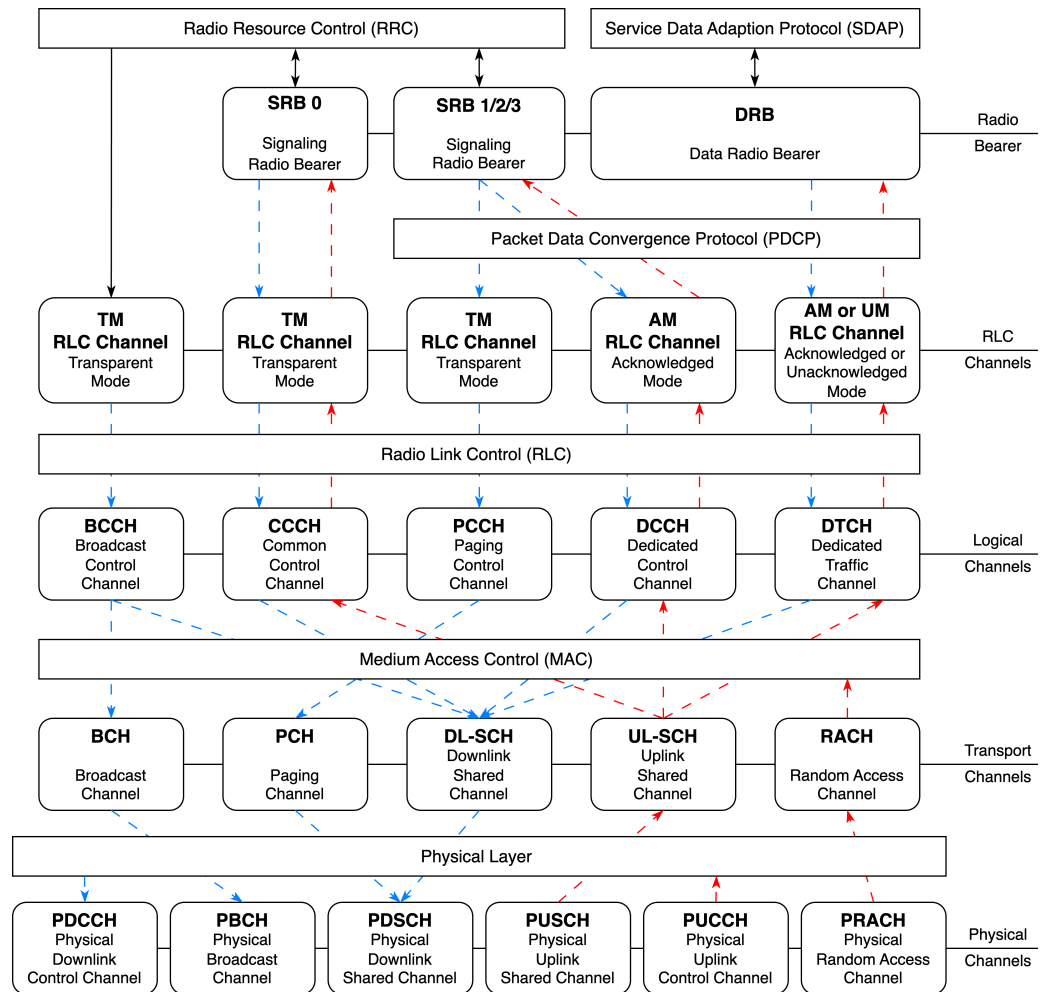 Radio Resource Control (RRC)
Service Data Adaption Protocol (SDAP)
SRB 0
Signaling
Radio Bearer
SRB 1/2/3
Signaling
Radio Bearer
DRB
Data Radio Bearer
Radio
Bearer
Packet Data Convergence Protocol (PDCP)
TM
RLC Channel
Transparent
Mode
TM
RLC Channel
Transparent
Mode
TM
RLC Channel
Transparent
Mode
AM
RLC Channel
Acknowledged
Mode
AM or UM
RLC Channel
Acknowledged or
Unacknowledged
Mode
RLC
Channels
Radio Link Control (RLC)
BCCH
Broadcast
Control
Channel
CCCH
Common
Control
Channel
PCCH
Paging
Control
Channel
DCCH
Dedicated
Control
Channel
DTCH
Dedicated
Traffic
Channel
Logical
Channels
Medium Access Control (MAC)
BCH
Broadcast
Channel
PCH
Paging
Channel
DL-SCH
Downlink
Shared
Channel
UL-SCH
Uplink
Shared
Channel
RACH
Random Access
Channel
Transport
Channels
Physical Layer
PDCCH
Physical
Downlink
Control Channel
PBCH
Physical
Broadcast
Channel
PDSCH
Physical
Downlink
Shared Channel
PUSCH
Physical
Uplink
Shared Channel
PUCCH
Physical
Uplink
Control Channel
PRACH
Physical
Random Access
Channel
Physical
Channels